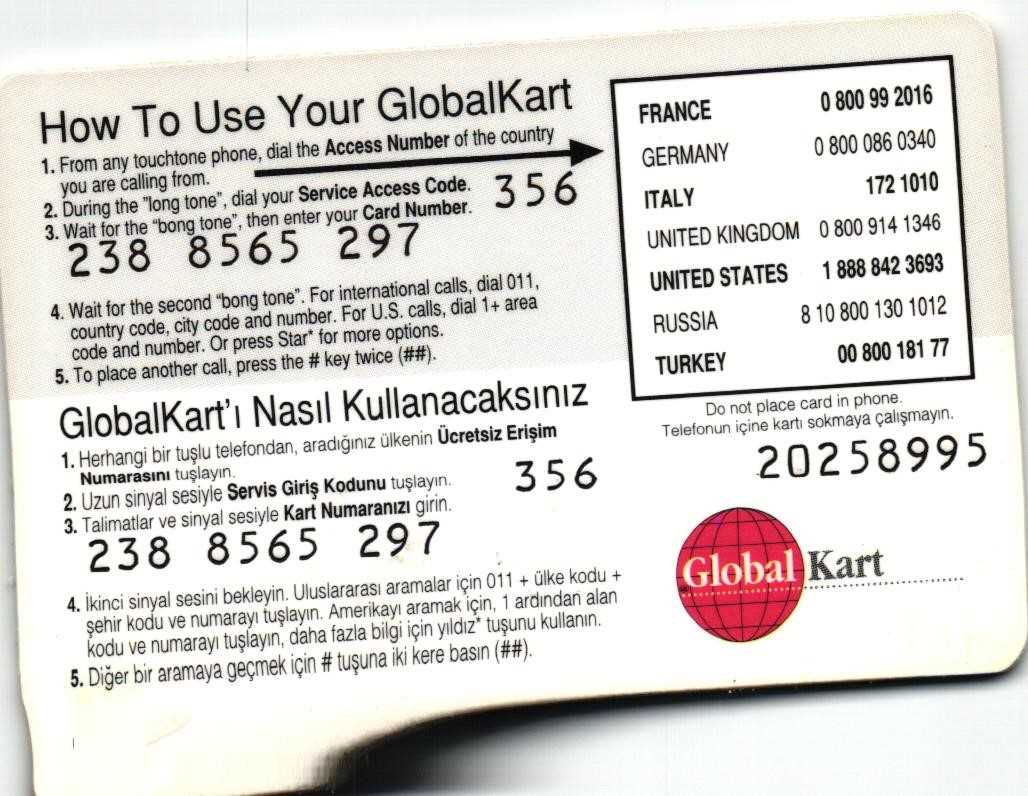 How To Use Your GlobalKart
1. From any touchtone phone, dial the Access Number of the country
you are calling from.
2. During the "long tone", dial your Service Access Code. 356
3. Wait for the "bong tone", then enter your Card Number.
238 8565 297
4. Wait for the second "bong tone". For international calls, dial 011,
country code, city code and number. For U.S. calls, dial 1+ area
code and number. Or press Star* for more options.
5. To place another call, press the # key twice (##).
GlobalKart'ı Nasıl Kullanacaksınız
1. Herhangi bir tuşlu telefondan, aradığınız ülkenin Ücretsiz Erişim
Numarasını tuşlayın.
2. Uzun sinyal sesiyle Servis Giriş Kodunu tuşlayın. 356
3. Talimatlar ve sinyal sesiyle Kart Numaranızı girin.
238 8565 297
4. İkinci sinyal sesini bekleyin. Uluslararası aramalar için 011 + ülke kodu +
şehir kodu ve numarayı tuşlayın. Amerikayı aramak için, 1 ardından alan
kodu ve numarayı tuşlayın, daha fazla bilgi için yıldız* tuşunu kullanın.
5. Diğer bir aramaya geçmek için # tuşuna iki kere basın (##).
FRANCE 0 800 99 2016
GERMANY 0 800 086 0340
ITALY 172 1010
UNITED KINGDOM 0 800 914 1346
UNITED STATES 1 888 842 3693
RUSSIA 8 10 800 130 1012
TURKEY 00 800 181 77
Do not place card in phone.
Telefonun içine kartı sokmaya çalışmayın.
20258995
Global Kart